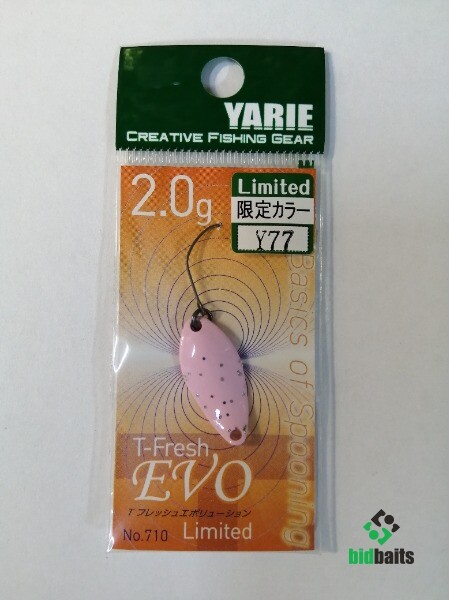 YARIE
CREATIVE FISHING GEAR
2.0g
Limited
限定カラー
Y77
Basics of Spooning
T-Fresh
EVO
Tフレッシュエボリューション
Limited
No.710
bidbaits